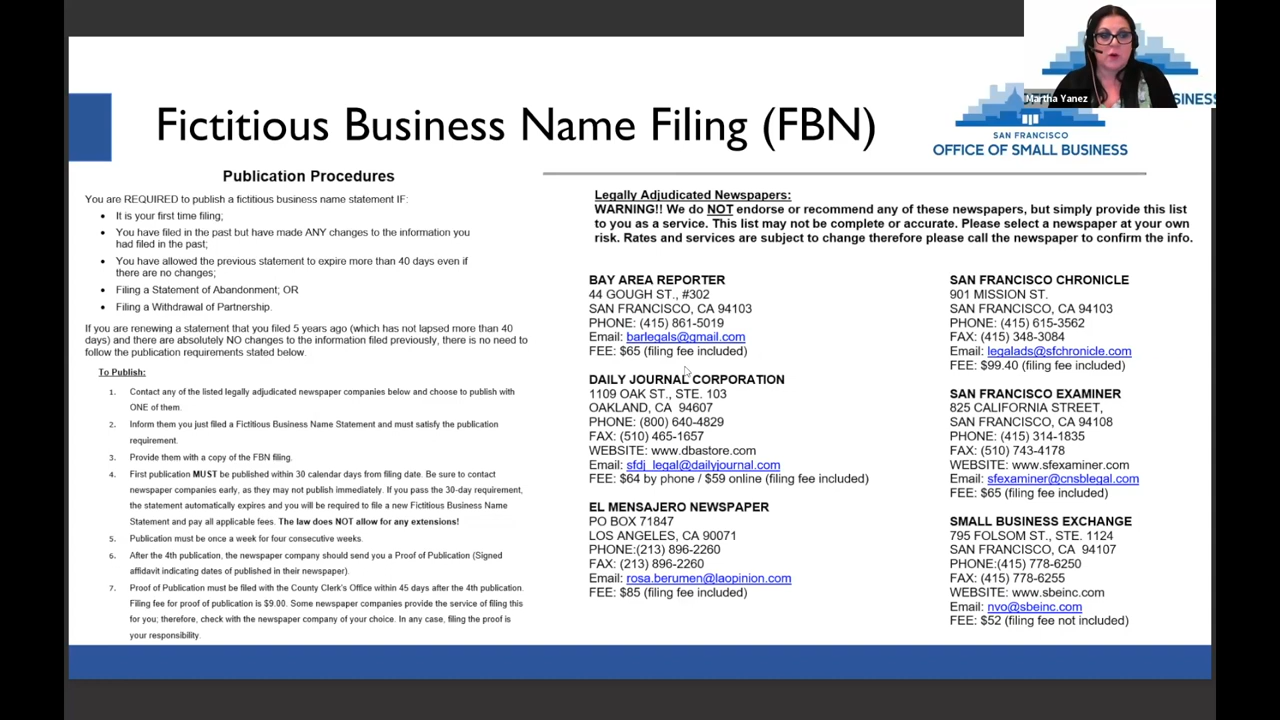 Martha Yanez
SINESS
SAN FRANCISCO
OFFICE OF SMALL BUSINESS
Fictitious Business Name Filing (FBN)
Publication Procedures
You are REQUIRED to publish a fictitious business name statement IF:
• It is your first time filing;
• You have filed in the past but have made ANY changes to the information you
had filed in the past;
• You have allowed the previous statement to expire more than 40 days even if
there are no changes;
• Filing a Statement of Abandonment; OR
• Filing a Withdrawal of Partnership.
If you are renewing a statement that you filed 5 years ago (which has not lapsed more than 40
days) and there are absolutely NO changes to the information filed previously, there is no need to
follow the publication requirements stated below.
To Publish:
1. Contact any of the listed legally adjudicated newspaper companies below and choose to publish with
ONE of them.
2. Inform them you just filed a Fictitious Business Name Statement and must satisfy the publication
requirement.
3. Provide them with a copy of the FBN filing.
4. First publication MUST be published within 30 calendar days from filing date. Be sure to contact
newspaper companies early, as they may not publish immediately. If you pass the 30-day requirement,
the statement automatically expires and you will be required to file a new Fictitious Business Name
Statement and pay all applicable fees. The law does NOT allow for any extensions!
5. Publication must be once a week for four consecutive weeks.
6. After the 4th publication, the newspaper company should send you a Proof of Publication (Signed
affidavit indicating dates of published in their newspaper).
7. Proof of Publication must be filed with the County Clerk's Office within 45 days after the 4th publication.
Filing fee for proof of publication is $9.00. Some newspaper companies provide the service of filing this
for you; therefore, check with the newspaper company of your choice. In any case, filing the proof is
your responsibility.
Legally Adjudicated Newspapers:
WARNING!! We do NOT endorse or recommend any of these newspapers, but simply provide this list
to you as a service. This list may not be complete or accurate. Please select a newspaper at your own
risk. Rates and services are subject to change therefore please call the newspaper to confirm the info.
BAY AREA REPORTER
44 GOUGH ST., #302
SAN FRANCISCO, CA 94103
PHONE: (415) 861-5019
Email: barlegals@gmail.com
FEE: $65 (filing fee included)
DAILY JOURNAL CORPORATION
1109 OAK ST., STE. 103
OAKLAND, CA 94607
PHONE: (800) 640-4829
FAX: (510) 465-1657
WEBSITE: www.dbastore.com
Email: sfdj_legal@dailyjournal.com
FEE: $64 by phone / $59 online (filing fee included)
EL MENSAJERO NEWSPAPER
PO BOX 71847
LOS ANGELES, CA 90071
PHONE:(213) 896-2260
FAX: (213) 896-2260
Email: rosa.berumen@laopinion.com
FEE: $85 (filing fee included)
SAN FRANCISCO CHRONICLE
901 MISSION ST.
SAN FRANCISCO, CA 94103
PHONE: (415) 615-3562
FAX: (415) 348-3084
Email: legalads@sfchronicle.com
FEE: $99.40 (filing fee included)
SAN FRANCISCO EXAMINER
825 CALIFORNIA STREET,
SAN FRANCISCO, CA 94108
PHONE: (415) 314-1835
FAX: (510) 743-4178
WEBSITE: www.sfexaminer.com
Email: sfexaminer@cnsblegal.com
FEE: $65 (filing fee included)
SMALL BUSINESS EXCHANGE
795 FOLSOM ST., STE. 1124
SAN FRANCISCO, CA 94107
PHONE:(415) 778-6250
FAX: (415) 778-6255
WEBSITE: www.sbeinc.com
Email: nvo@sbeinc.com
FEE: $52 (filing fee not included)